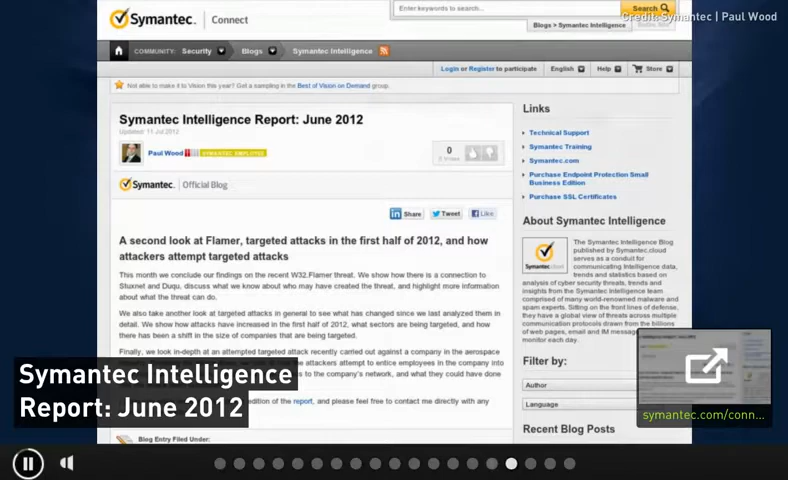 Symantec. | Connect
Enter keywords to search...
Search
Credit: Symantec | Paul Wood
Blogs > Symantec Intelligence
COMMUNITY: Security Blogs Symantec Intelligence
Login or Register to participate English Help Store
Not able to make it to Vision this year? Get a sampling in the Best of Vision on Demand group.
Symantec Intelligence Report: June 2012
Updated: 11 Jul 2012
Paul Wood SYMANTEC EMPLOYEE
0
0 Votes
Symantec. | Official Blog
Share Tweet Like
A second look at Flamer, targeted attacks in the first half of 2012, and how
attackers attempt targeted attacks
This month we conclude our findings on the recent W32.Flamer threat. We show how there is a connection to
Stuxnet and Duqu, discuss what we know about who may have created the threat, and highlight more information
about what the threat can do.
We also take another look at targeted attacks in general to see what has changed since we last analyzed them in
detail. We show how attacks have increased in the first half of 2012, what sectors are being targeted, and how
there has been a shift in the size of companies that are being targeted.
Finally, we look in-depth at an attempted targeted attack recently carried out against a company in the aerospace
attackers attempt to entice employees in the company into
to the company's network, and what they could have done
edition of the report, and please feel free to contact me directly with any
Blog Entry Filed Under:
Links
Technical Support
Symantec Training
Symantec.com
Purchase Endpoint Protection Small
Business Edition
Purchase SSL Certificates
About Symantec Intelligence
The Symantec Intelligence Blog
published by Symantec.cloud
serves as a conduit for
communicating Intelligence data,
trends and statistics based on
analysis of cyber security threats, trends and
insights from the Symantec Intelligence team
comprised of many world-renowned malware and
spam experts. Sitting on the front lines of defense,
they have a global view of threats across multiple
communication protocols drawn from the billions
of web pages, email and IM
monitor each day.
Filter by:
Author
Language
Recent Blog Posts
Symantec Intelligence
Report: June 2012
symantec.com/conn...